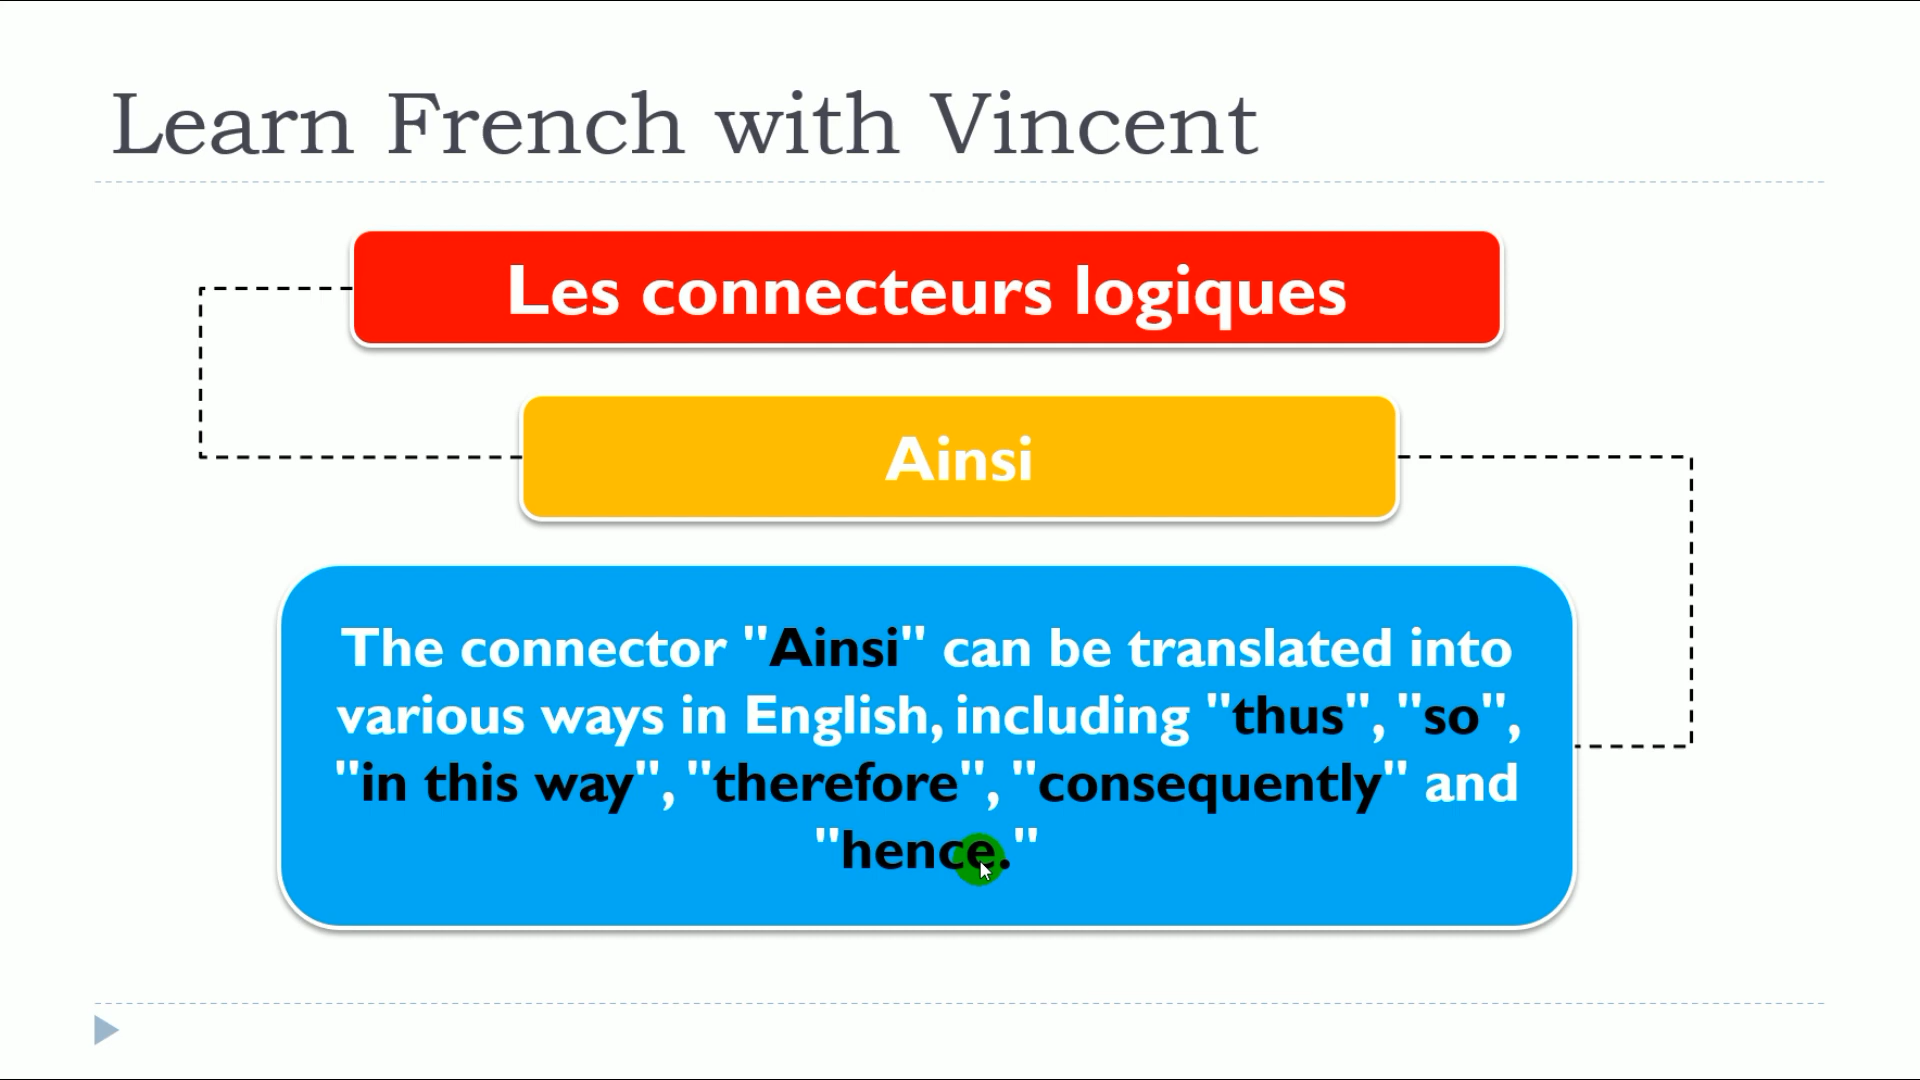 Learn French with Vincent
Les connecteurs logiques
Ainsi
The connector "Ainsi" can be translated into
various ways in English, including "thus", "so",
"in this way", "therefore", "consequently" and
"hence."